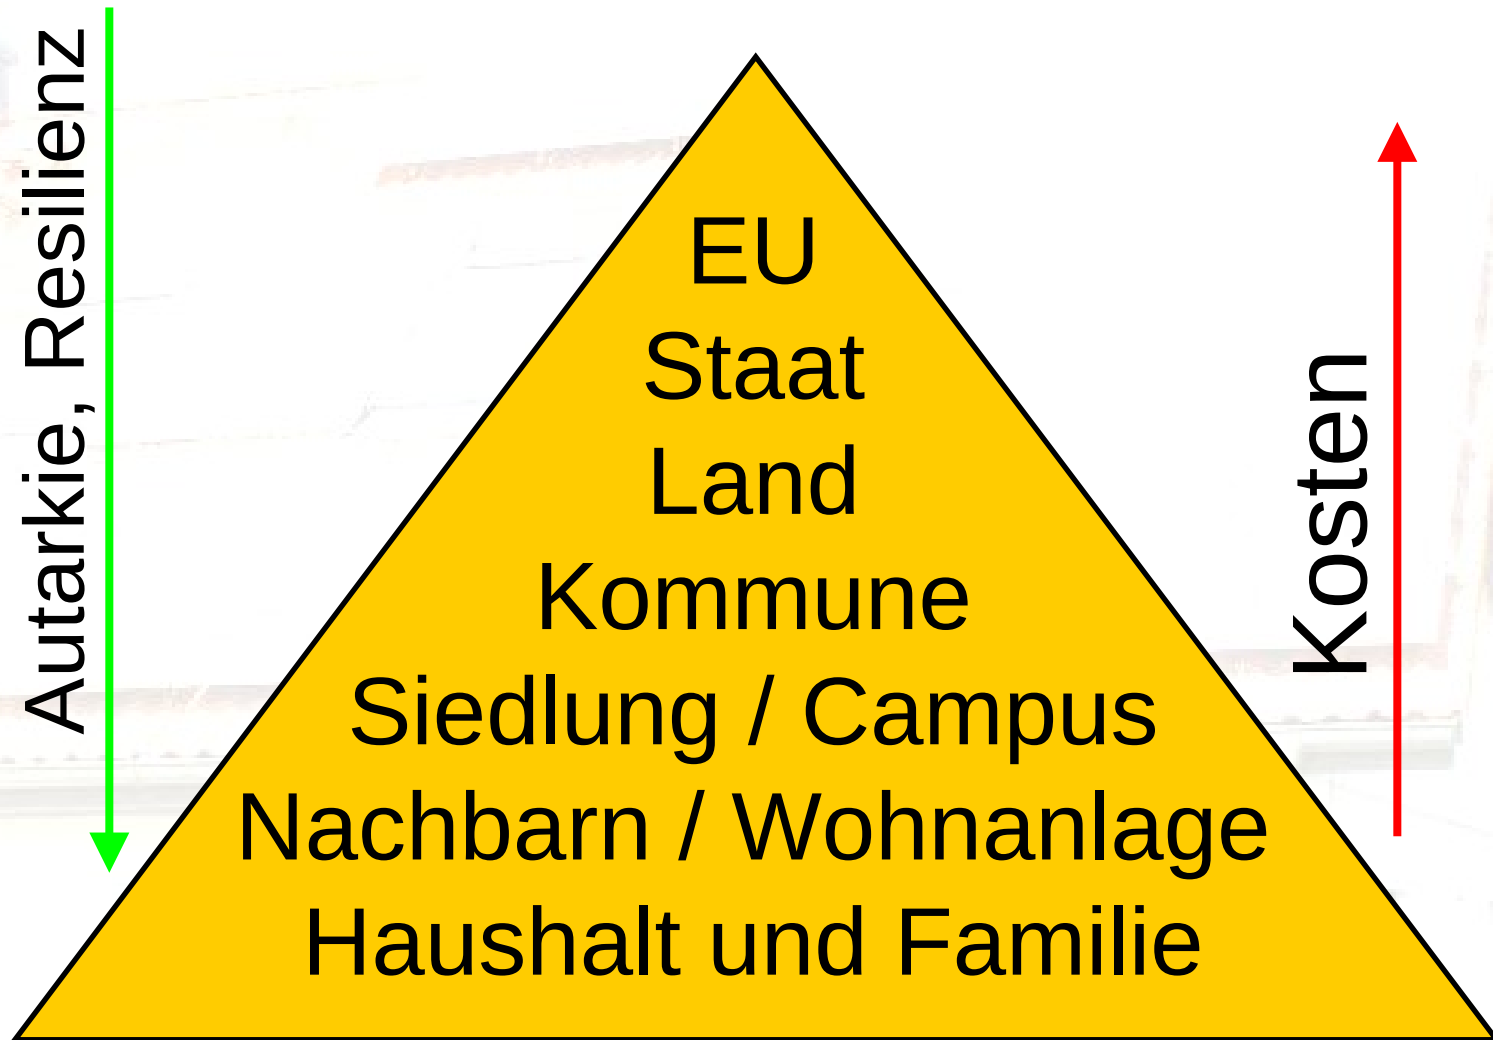 Autarkie, Resilienz
EU
Staat
Land
Kommune
Siedlung / Campus
Nachbarn / Wohnanlage
Haushalt und Familie
Kosten